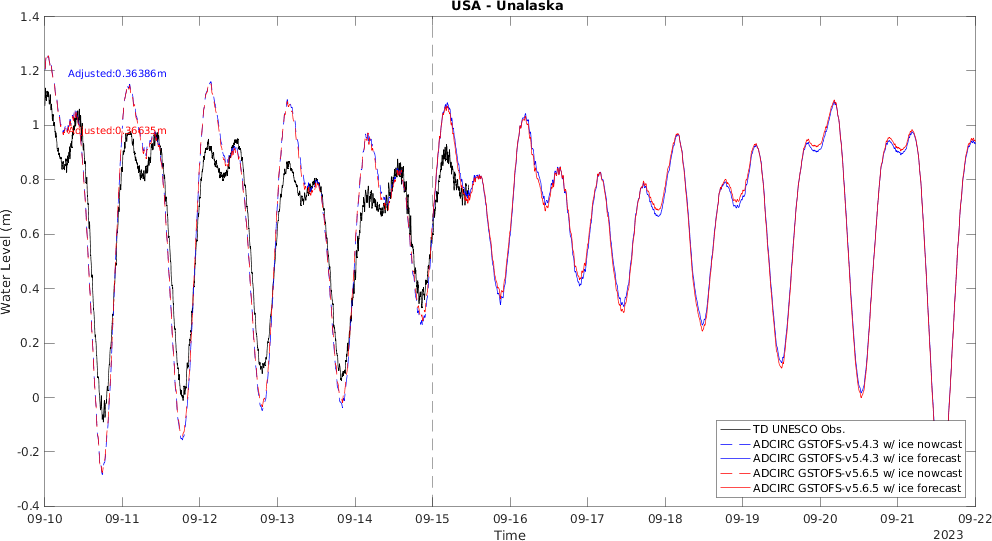 USA - Unalaska
1.4
1.2
1
0.8
0.6
0.4
0.2
0
-0.2
-0.4
Water Level (m)
Adjusted:0.36386m
Adjusted:0.36635m
TD UNESCO Obs.
ADCIRC GSTOFS-v5.4.3 w/ ice nowcast
ADCIRC GSTOFS-v5.4.3 w/ ice forecast
ADCIRC GSTOFS-v5.6.5 w/ ice nowcast
ADCIRC GSTOFS-v5.6.5 w/ ice forecast
09-10 09-11 09-12 09-13 09-14 09-15 09-16 09-17 09-18 09-19 09-20 09-21 09-22
Time
2023